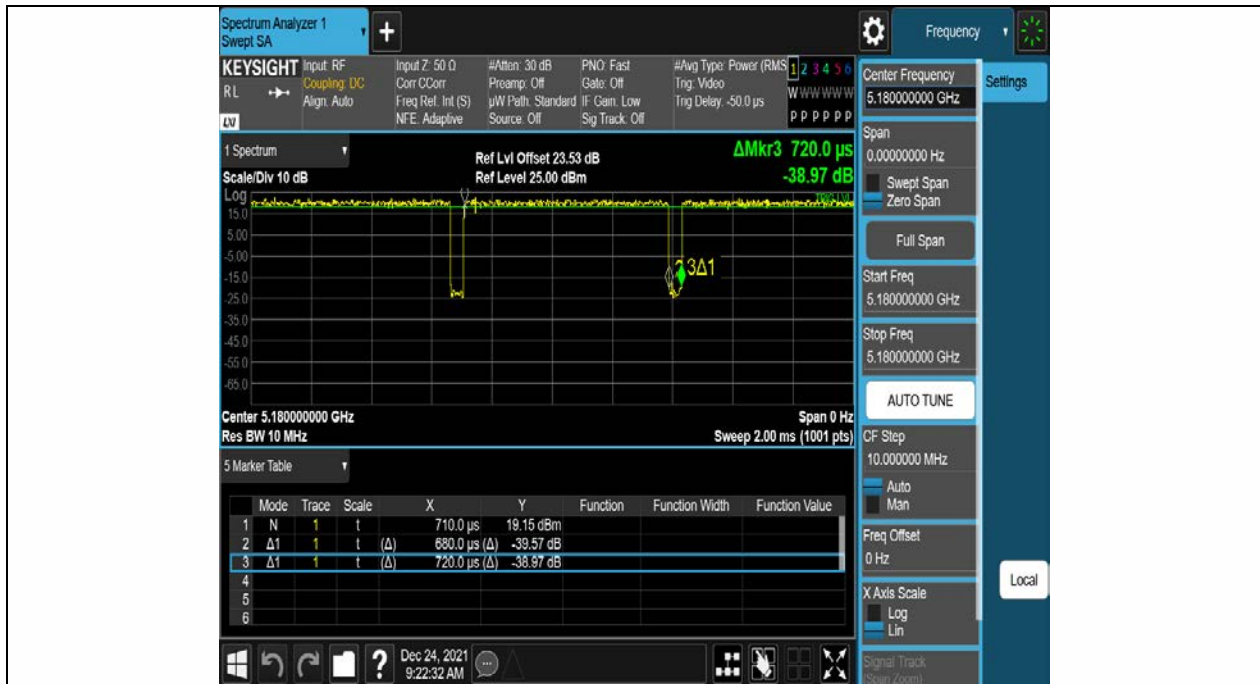 Spectrum Analyzer 1
Swept SA
+
Frequency
KEYSIGHT
RL
LXI
Input: RF
Coupling: DC
Align: Auto
Input Z: 50 Ω
Corr CCorr
Freq Ref: Int (S)
NFE: Adaptive
#Atten: 30 dB
Preamp: Off
µW Path: Standard
Source: Off
PNO: Fast
Gate: Off
IF Gain: Low
Sig Track: Off
#Avg Type: Power (RMS
Trig: Video
Trig Delay: -50.0 µs
1 2 3 4 5 6
W W W W W W
P P P P P P
1 Spectrum
Scale/Div 10 dB
Ref Lvl Offset 23.53 dB
Ref Level 25.00 dBm
ΔMkr3 720.0 µs
-38.97 dB
Log
15.0
5.00
-5.00
-15.0
-25.0
-35.0
-45.0
-55.0
-65.0
TRIG LVL
3Δ1
Center 5.180000000 GHz
Res BW 10 MHz
Span 0 Hz
Sweep 2.00 ms (1001 pts)
5 Marker Table
Mode Trace Scale X Y Function Function Width Function Value
1 N 1 t 710.0 µs 19.15 dBm
2 Δ1 1 t (Δ) 680.0 µs (Δ) -39.57 dB
3 Δ1 1 t (Δ) 720.0 µs (Δ) -38.97 dB
4
5
6
Dec 24, 2021
9:22:32 AM
Center Frequency
5.180000000 GHz
Settings
Span
0.00000000 Hz
Swept Span
Zero Span
Full Span
Start Freq
5.180000000 GHz
Stop Freq
5.180000000 GHz
AUTO TUNE
CF Step
10.000000 MHz
Auto
Man
Freq Offset
0 Hz
X Axis Scale
Log
Lin
Signal Track
(Span Zoom)
Local